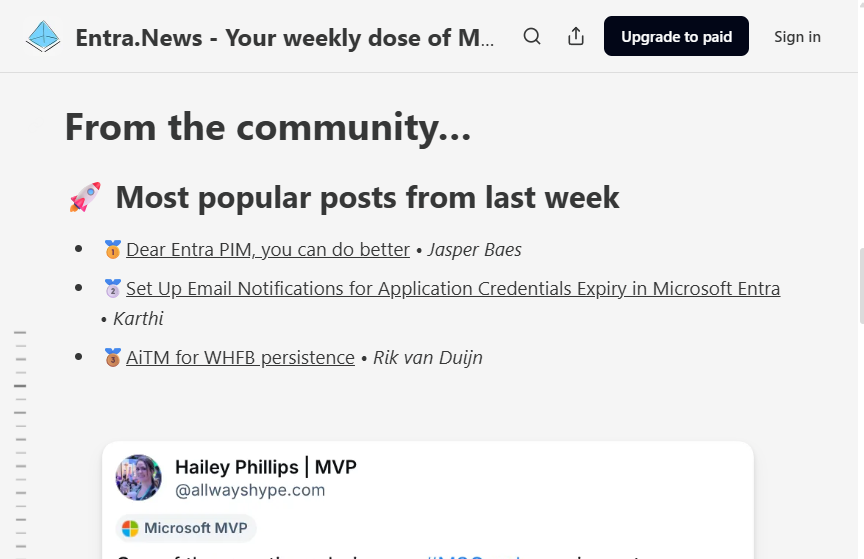 Entra.News - Your weekly dose of M...
Upgrade to paid
Sign in
From the community...
🚀 Most popular posts from last week
🥇Dear Entra PIM, you can do better • Jasper Baes
🥈Set Up Email Notifications for Application Credentials Expiry in Microsoft Entra
• Karthi
🥉AiTM for WHFB persistence • Rik van Duijn
Hailey Phillips | MVP
@allwayshype.com
Microsoft MVP